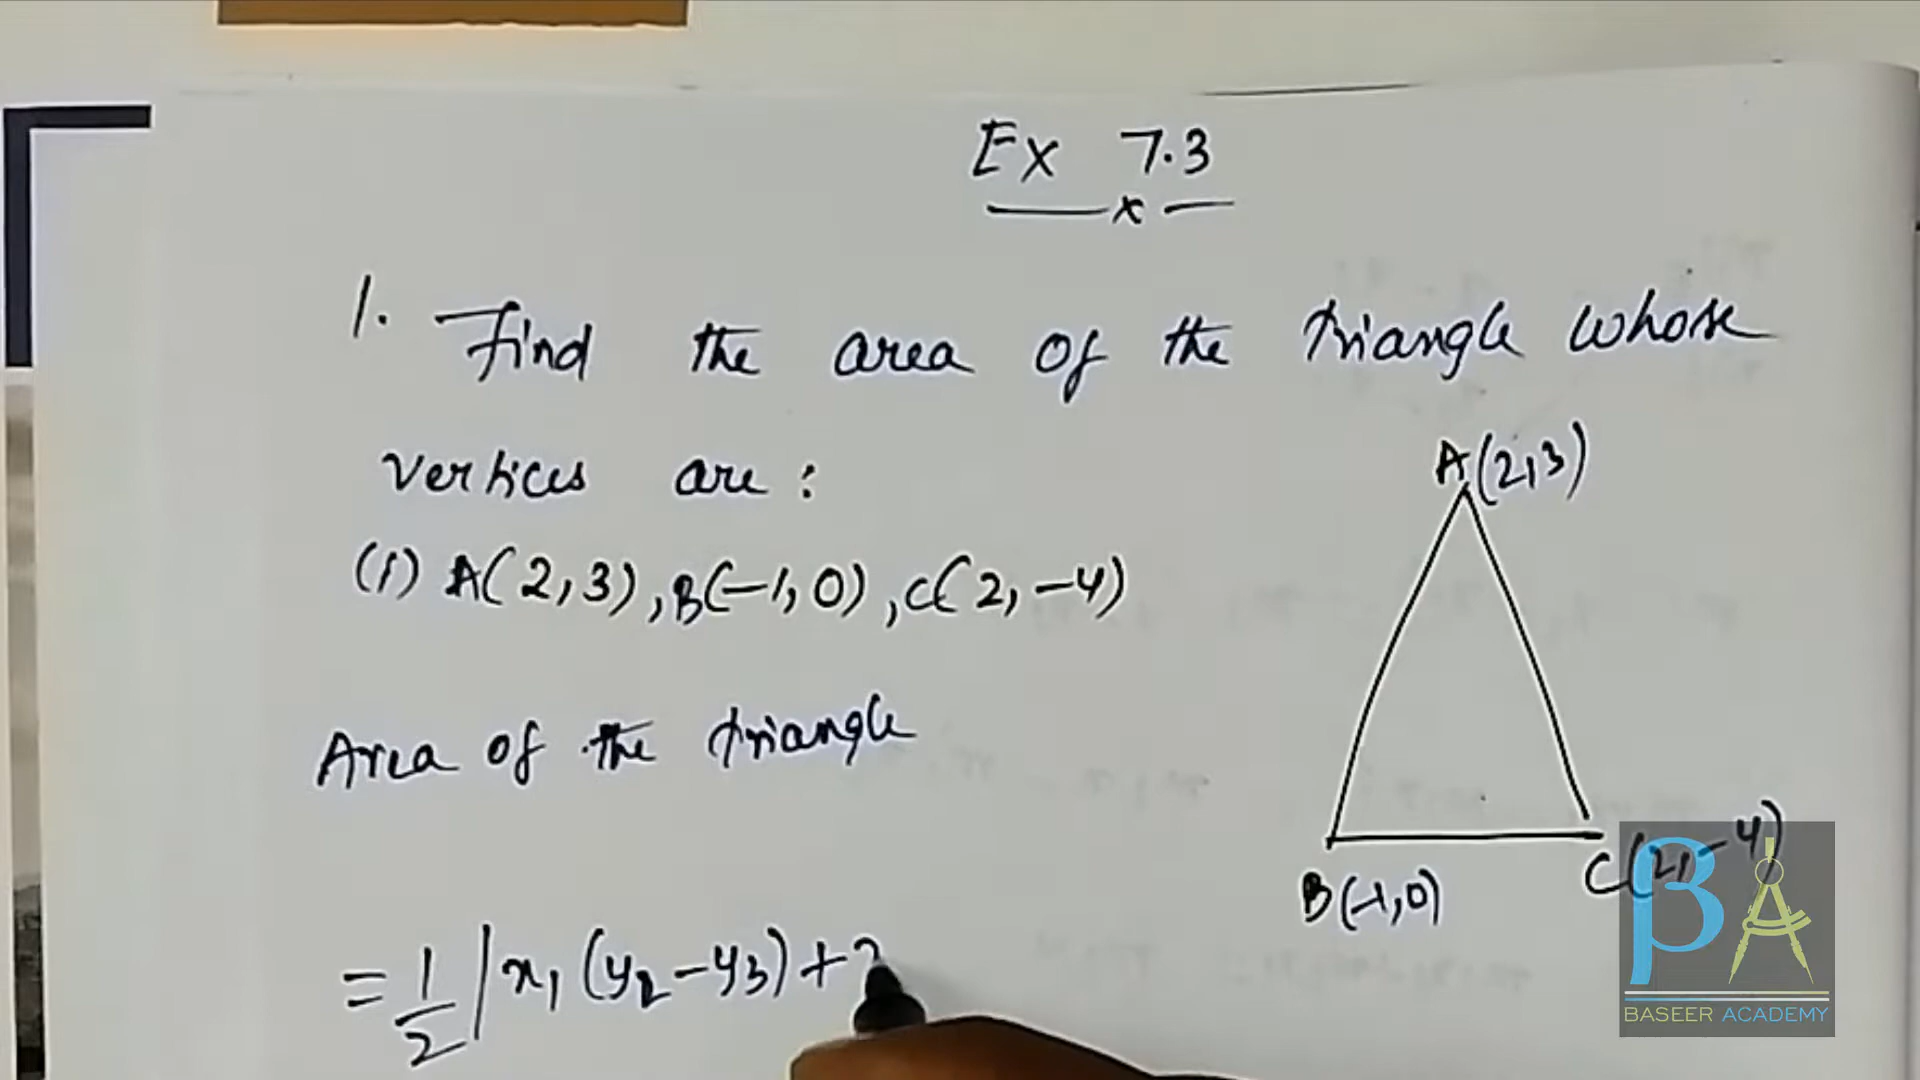 Ex 7.3
x
1. Find the area of the triangle whose
vertices are :
(i) A(2,3), B(-1,0), C(2,-4)
A(2,3)
Area of the triangle
B(-1,0)
C(2,-4)
= 1/2 | x1 (y2-y3) +
BA
BASEER ACADEMY